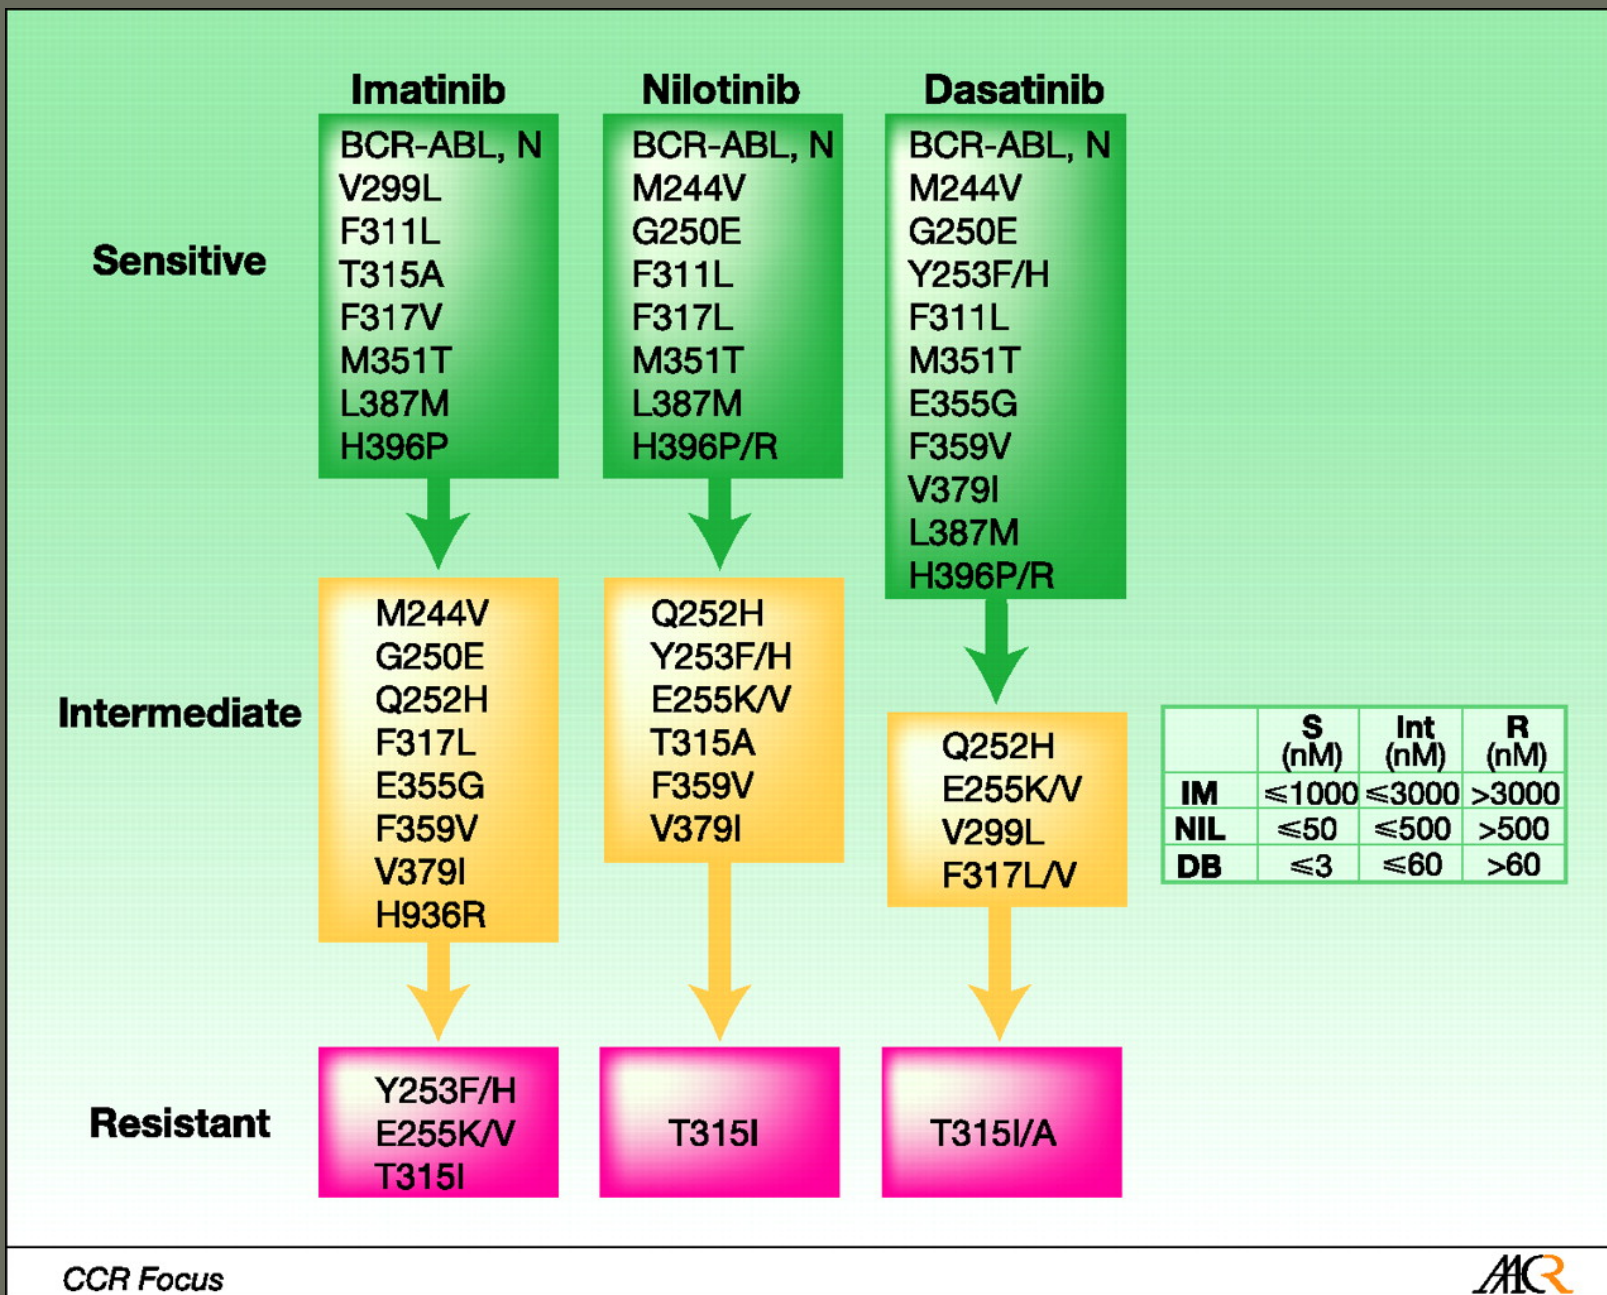 Imatinib
Nilotinib
Dasatinib
Sensitive
BCR-ABL, N
V299L
F311L
T315A
F317V
M351T
L387M
H396P
BCR-ABL, N
M244V
G250E
F311L
F317L
M351T
L387M
H396P/R
BCR-ABL, N
M244V
G250E
Y253F/H
F311L
M351T
E355G
F359V
V379I
L387M
H396P/R
Intermediate
M244V
G250E
Q252H
F317L
E355G
F359V
V379I
H936R
Q252H
Y253F/H
E255K/V
T315A
F359V
V379I
Q252H
E255K/V
V299L
F317L/V
S Int R
(nM) (nM) (nM)
IM ≤1000 ≤3000 >3000
NIL ≤50 ≤500 >500
DB ≤3 ≤60 >60
Resistant
Y253F/H
E255K/V
T315I
T315I
T315I/A
CCR Focus
AACR